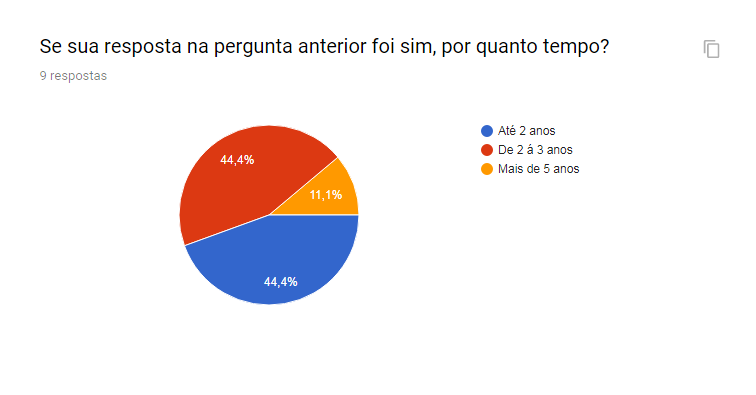 Se sua resposta na pergunta anterior foi sim, por quanto tempo?
9 respostas
Até 2 anos
De 2 á 3 anos
Mais de 5 anos
44,4%
11,1%
44,4%